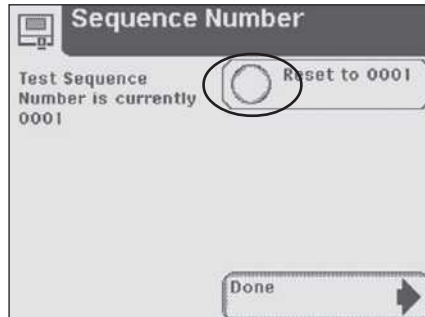 Sequence Number
Test Sequence
Number is currently
0001
Reset to 0001
Done